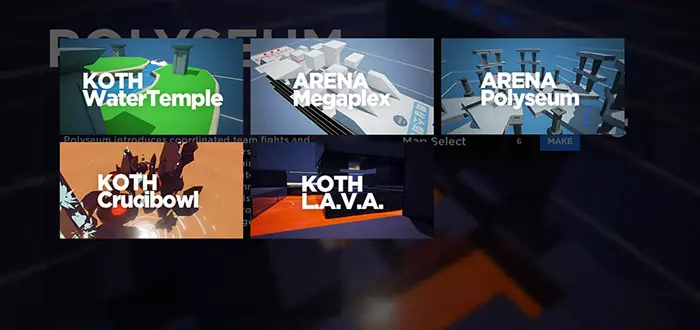 POLYSEUM
KOTH
WaterTemple
ARENA
Megaplex
ARENA
Polyseum
Polyseum introduces coordinated team fights and
Map Select 6 MAKE
KOTH
Crucibowl
KOTH
L.A.V.A.